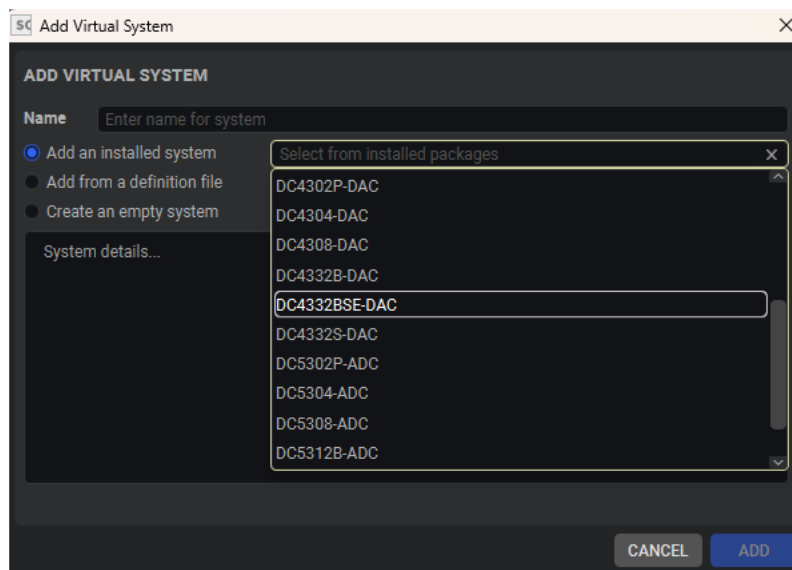 SC Add Virtual System
ADD VIRTUAL SYSTEM
Name Enter name for system
Add an installed system Select from installed packages
Add from a definition file
Create an empty system
System details...
DC4302P-DAC
DC4304-DAC
DC4308-DAC
DC4332B-DAC
DC4332BSE-DAC
DC4332S-DAC
DC5302P-ADC
DC5304-ADC
DC5308-ADC
DC5312B-ADC
CANCEL ADD